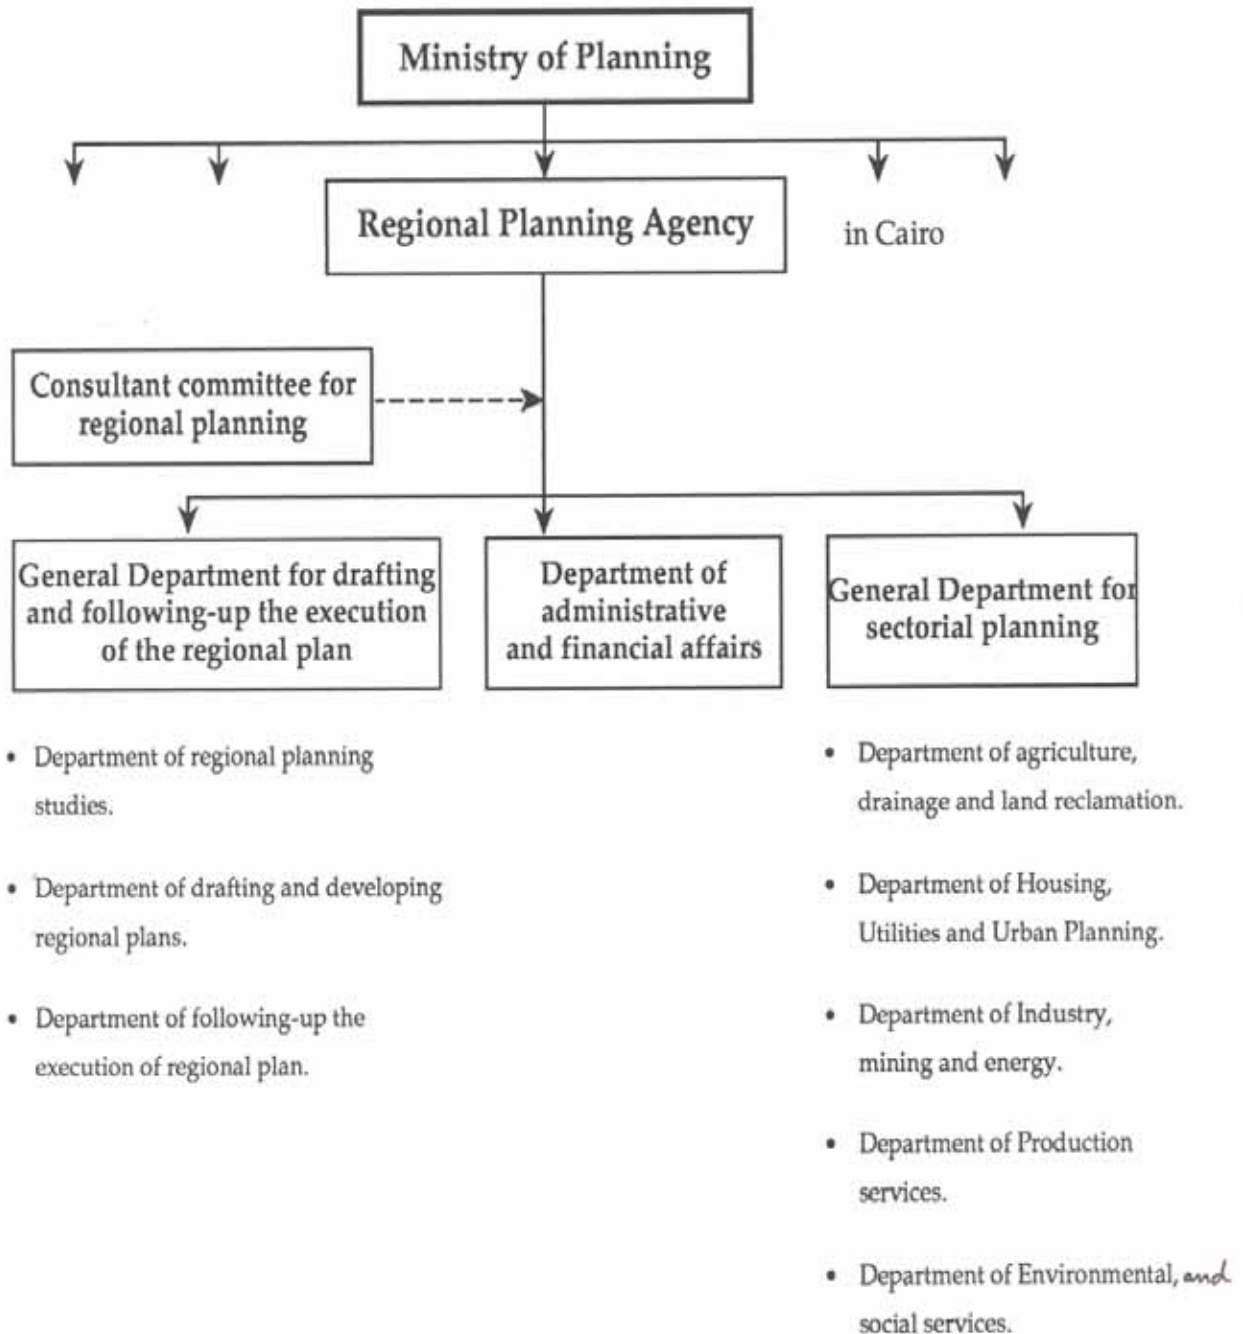 Ministry of Planning
Regional Planning Agency
in Cairo
Consultant committee for
regional planning
General Department for drafting
and following-up the execution
of the regional plan
Department of
administrative
and financial affairs
General Department for
sectorial planning
• Department of regional planning
studies.
• Department of drafting and developing
regional plans.
• Department of following-up the
execution of regional plan.
• Department of agriculture,
drainage and land reclamation.
• Department of Housing,
Utilities and Urban Planning.
• Department of Industry,
mining and energy.
• Department of Production
services.
• Department of Environmental, and
social services.